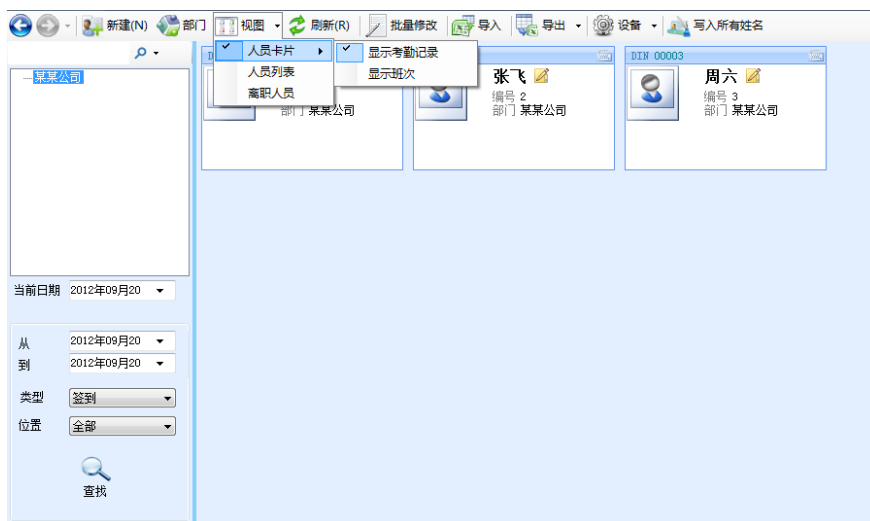 新建(N) 部门 视图 刷新(R) 批量修改 导入 导出 设备 写入所有姓名
人员卡片 显示考勤记录
人员列表 显示班次
离职人员
某某公司
部门 某某公司
张飞
编号 2
部门 某某公司
DIN 00003
周六
编号 3
部门 某某公司
当前日期 2012年09月20
从 2012年09月20
到 2012年09月20
类型 签到
位置 全部
查找